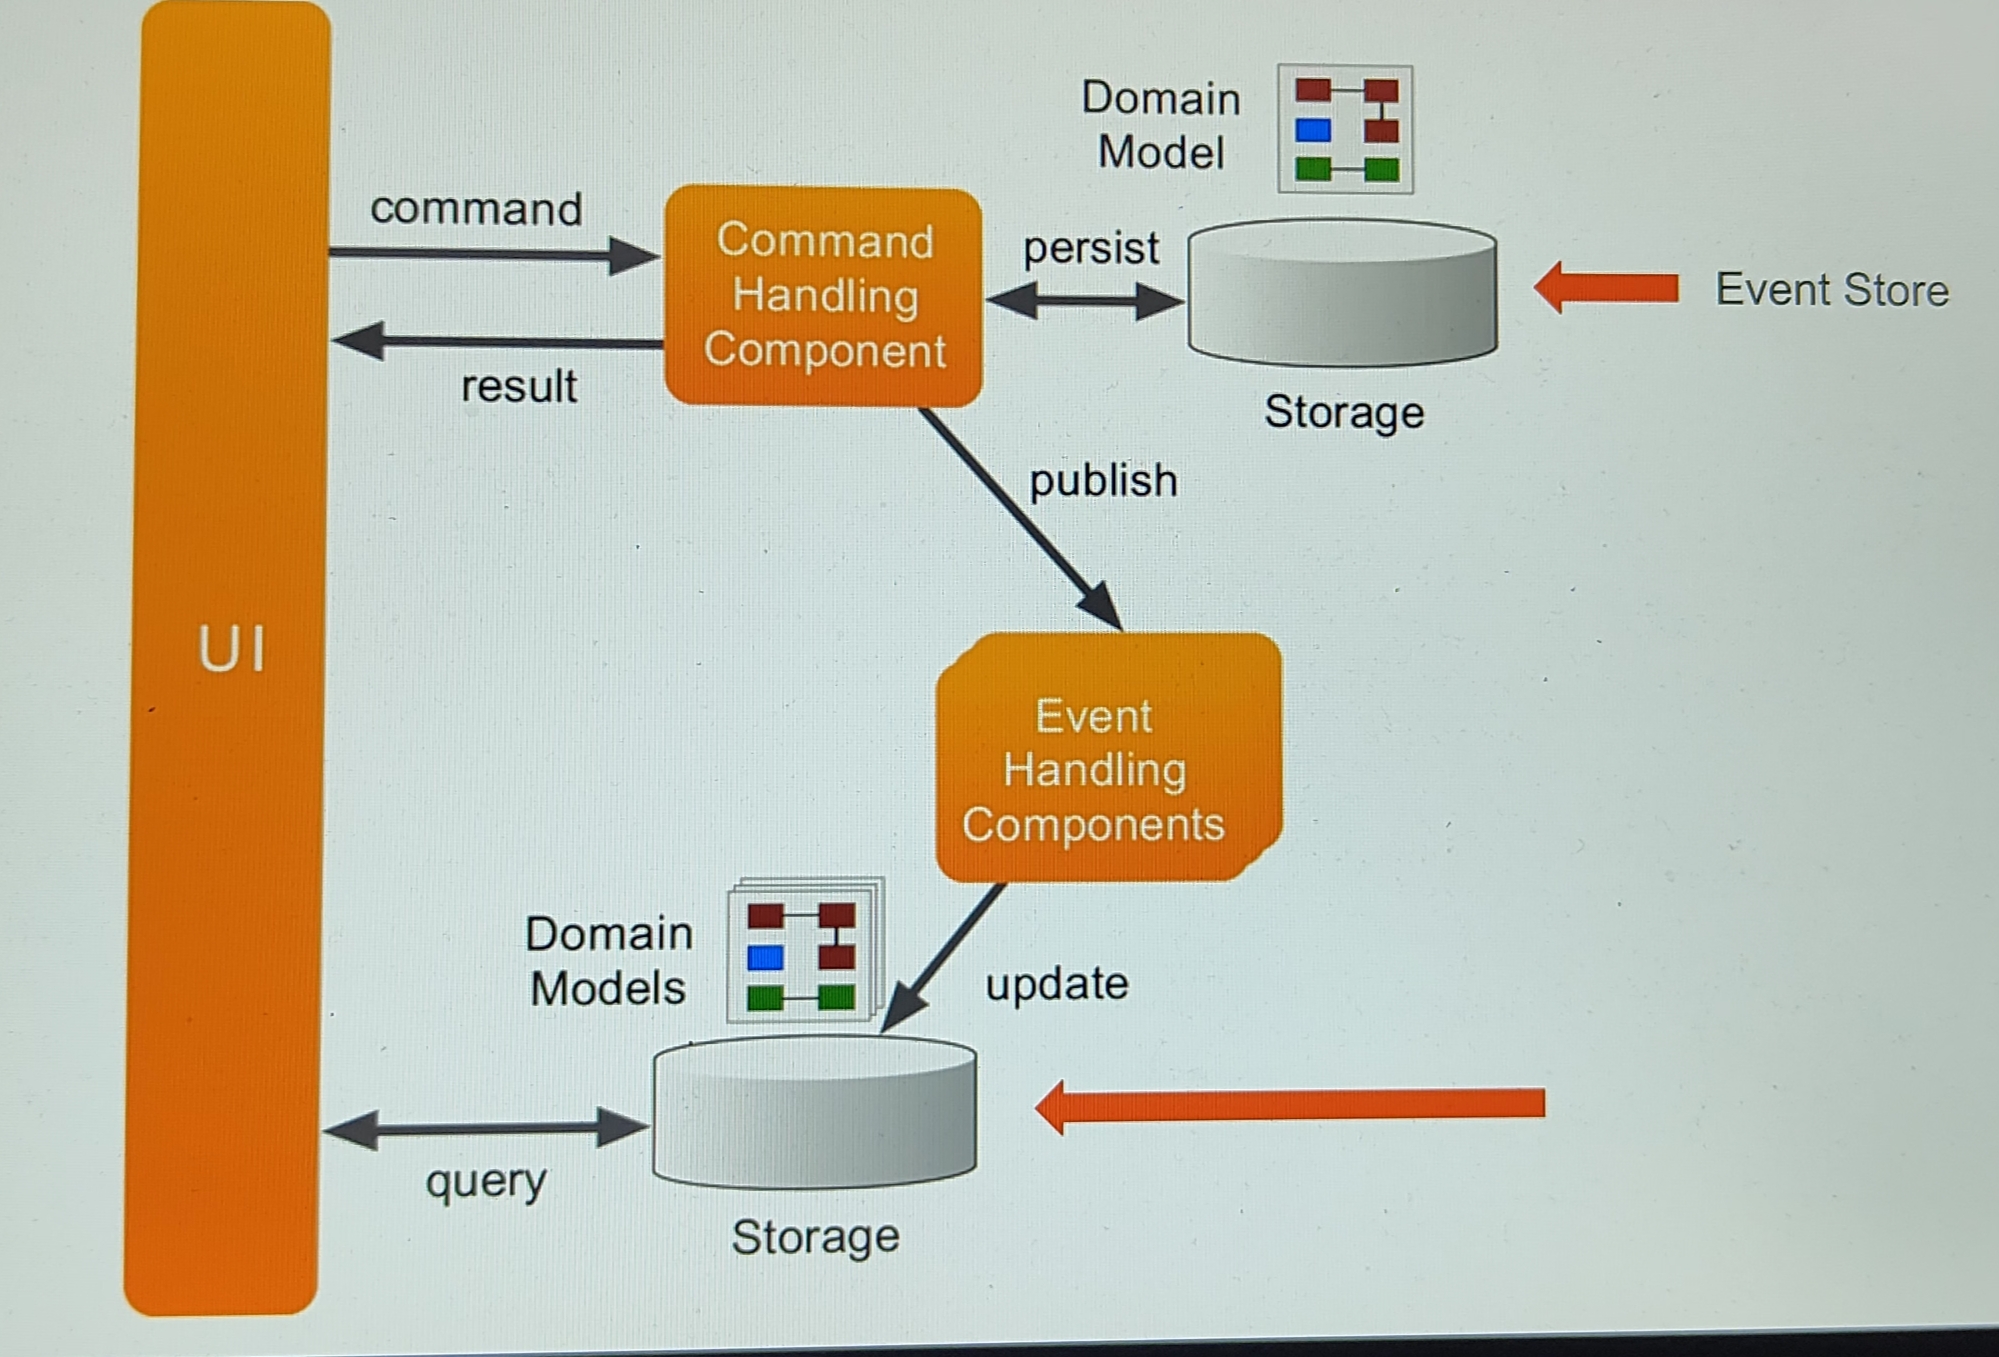 Domain
Model
command
Command
Handling
Component
persist
Event Store
result
Storage
publish
UI
Event
Handling
Components
Domain
Models
update
query
Storage